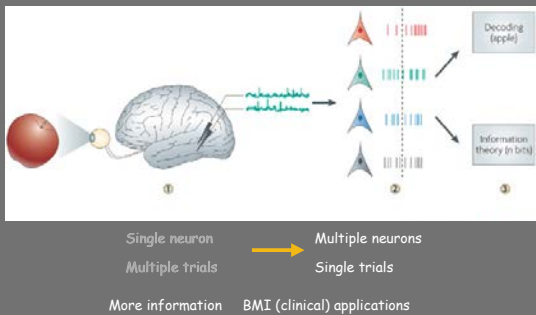 Decoding
(apple)
Information
theory (n bits)
1
2
3
Single neuron
Multiple neurons
Multiple trials
Single trials
More information BMI (clinical) applications